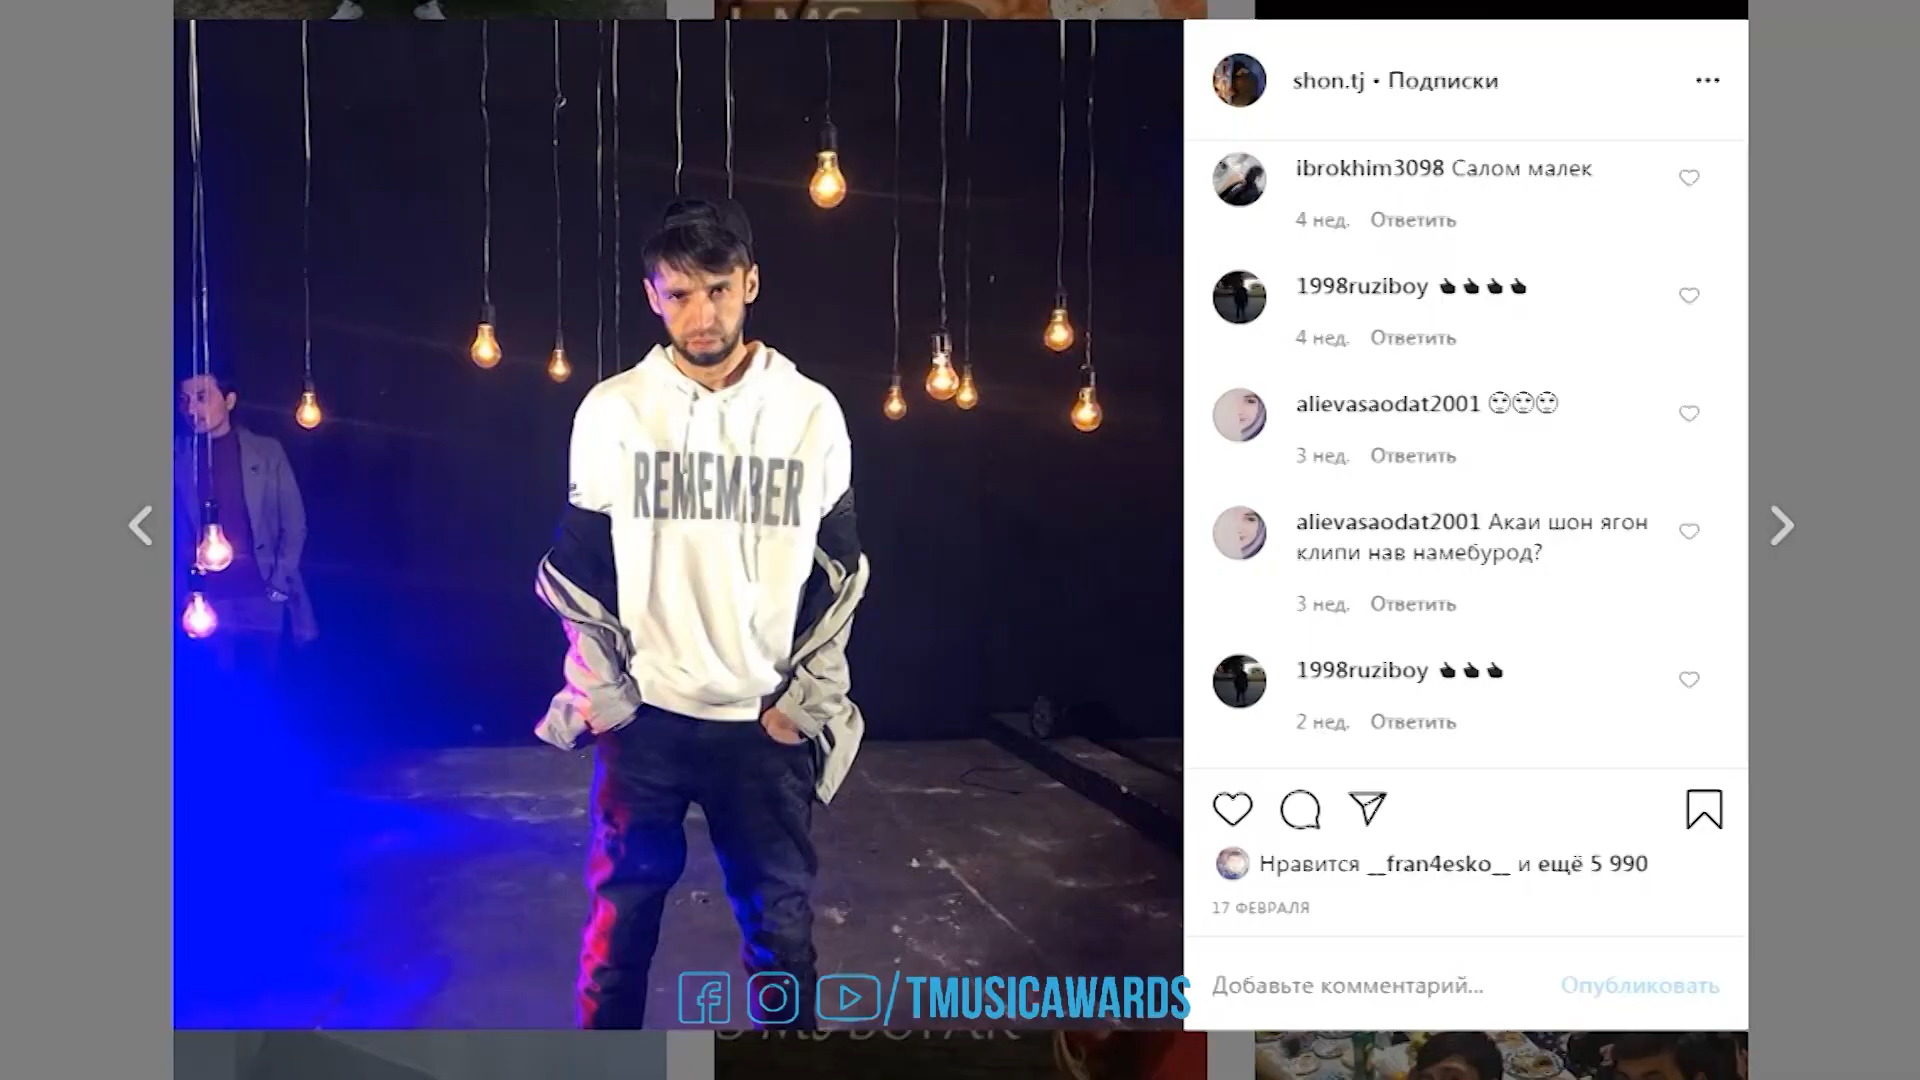 shon.tj • Подписки
ibrokhim3098 Салом малек
4 нед. Ответить
1998ruziboy
4 нед. Ответить
alievasaodat2001
3 нед. Ответить
alievasaodat2001 Акаи шон ягон
клипи нав намебурод?
3 нед. Ответить
1998ruziboy
2 нед. Ответить
Нравится __fran4esko__ и ещё 5 990
17 ФЕВРАЛЯ
Добавьте комментарий... Опубликовать
REMEMBER
/TMUSICAWARDS